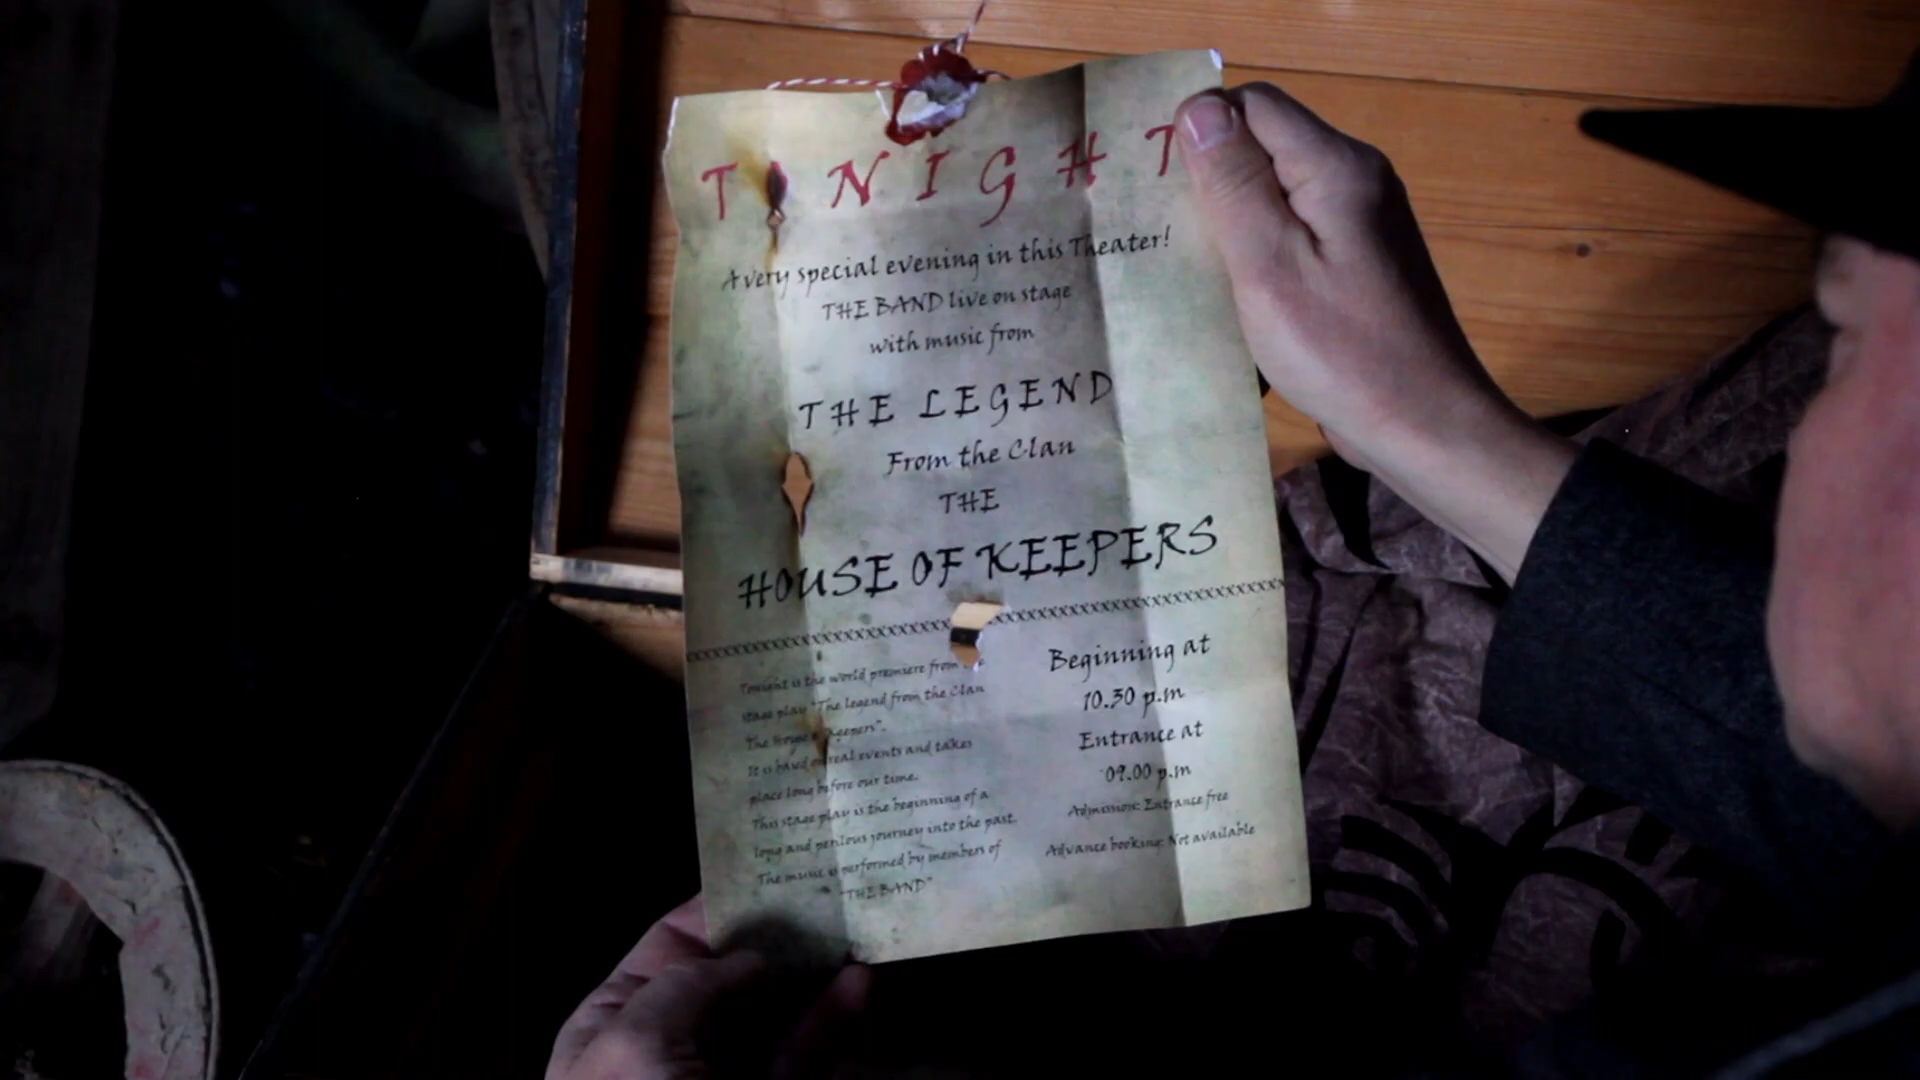 TONIGHT
A very special evening in this Theater!
THE BAND live on stage
with music from
THE LEGEND
From the Clan
THE
HOUSE OF KEEPERS
xxxxxxxxxxxxxxxxxxxxxxxxxxxxxxxxxxxxxxxxxxxxxxxxxxxxxxxxxxxx
Tonight is the world premiere from
stage play "The legend from the Clan
The House Keepers".
It is based on real events and takes
place long before our time.
This stage play is the beginning of a
long and perilous journey into the past.
The music is performed by members of
"THE BAND"
Beginning at
10.30 p.m
Entrance at
09.00 p.m
Admission: Entrance free
Advance booking: Not available